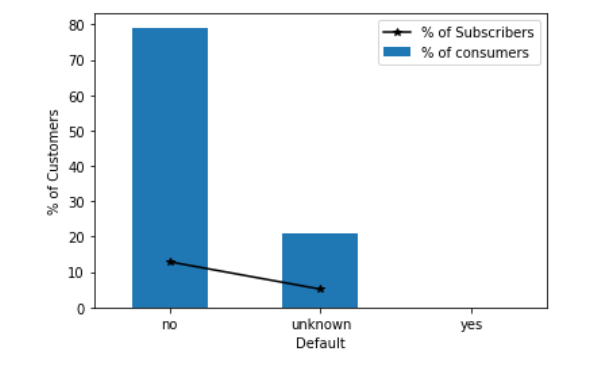 % of Subscribers
% of consumers
% of Customers
80
70
60
50
40
30
20
10
0
no
unknown
yes
Default